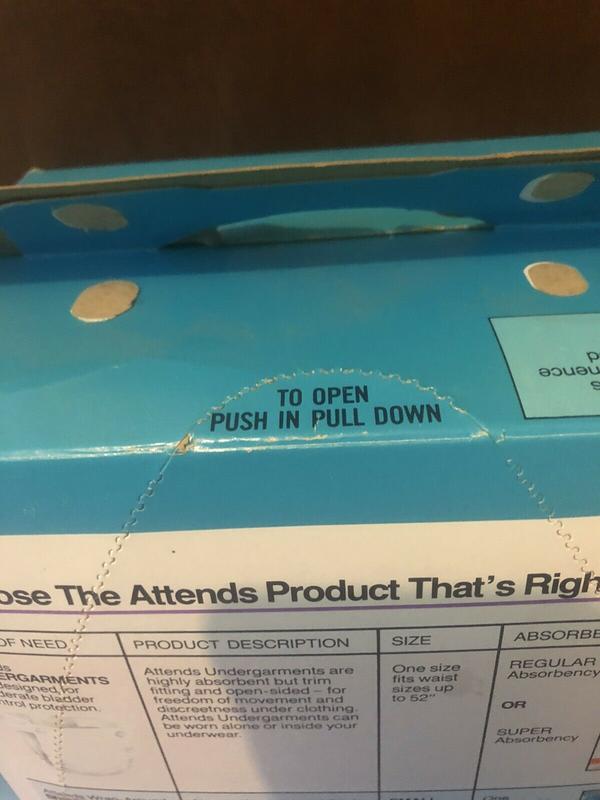 TO OPEN
PUSH IN PULL DOWN
ose The Attends Product That's Righ
OF NEED
PRODUCT DESCRIPTION
SIZE
ABSORBE
ERGARMENTS
designed for
derate bladder
ntrol protection.
Attends Undergarments are
highly absorbent but trim
fitting and open-sided – for
freedom of movement and
discreetness under clothing.
Attends Undergarments can
be worn alone or inside your
underwear.
One size
fits waist
sizes up
to 52"
REGULAR
Absorbency
OR
SUPER
Absorbency